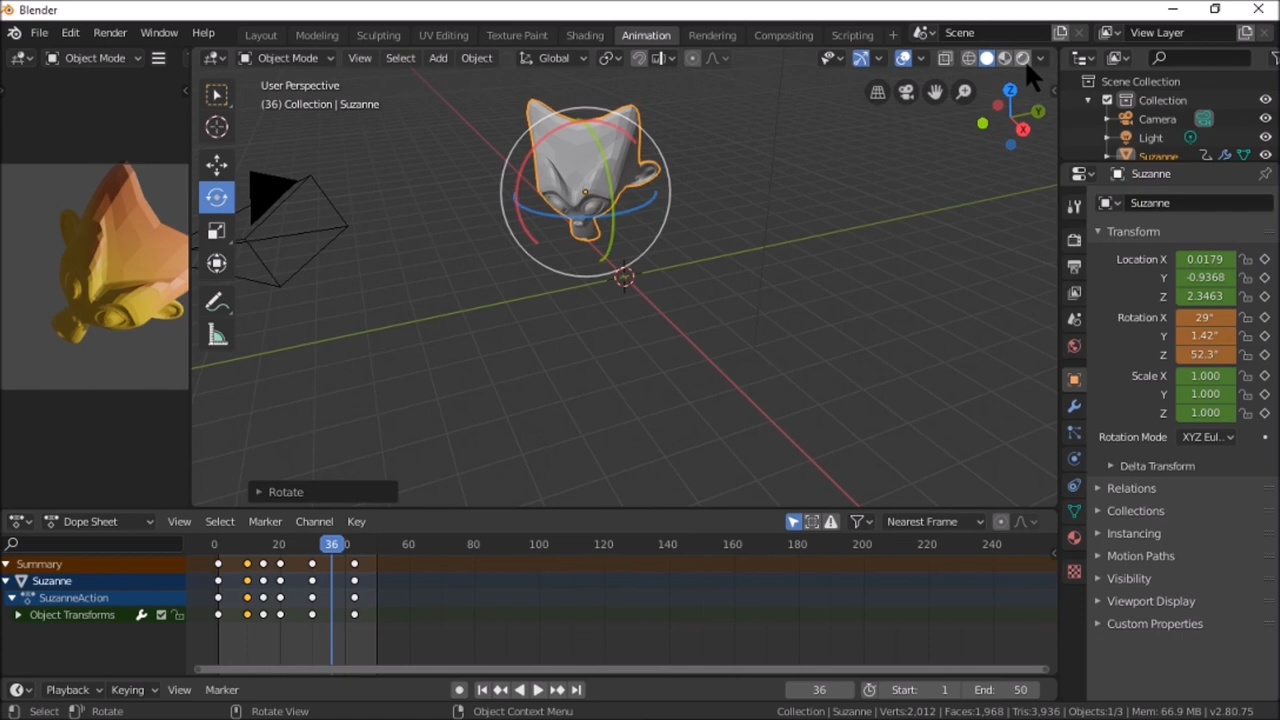 Blender
File Edit Render Window Help Layout Modeling Sculpting UV Editing Texture Paint Shading Animation Rendering Compositing Scripting + Scene View Layer
Object Mode Object Mode View Select Add Object Global
User Perspective
(36) Collection | Suzanne
Z
Y
X
Rotate
Scene Collection
Collection
Camera
Light
Suzanne
Suzanne
Suzanne
Transform
Location X 0.0179
Y -0.9368
Z 2.3463
Rotation X 29°
Y 1.42°
Z 52.3°
Scale X 1.000
Y 1.000
Z 1.000
Rotation Mode XYZ Eul..
Delta Transform
Relations
Collections
Instancing
Motion Paths
Visibility
Viewport Display
Custom Properties
Dope Sheet View Select Marker Channel Key Nearest Frame
0 20 36 0 60 80 100 120 140 160 180 200 220 240
Summary
Suzanne
SuzanneAction
Object Transforms
Playback Keying View Marker 36 Start: 1 End: 50
Select Rotate Rotate View Object Context Menu Collection | Suzanne | Verts:2,012 | Faces:1,968 | Tris:3,936 | Objects:1/3 | Mem: 66.9 MB | v2.80.75